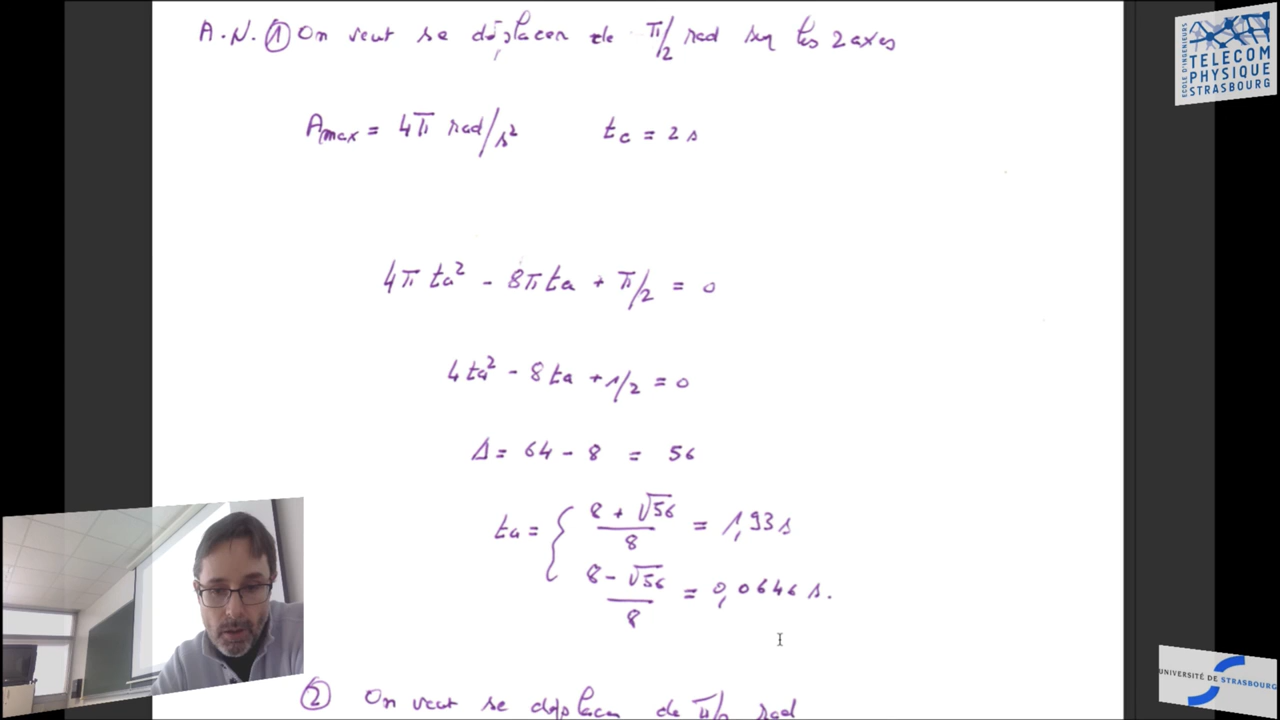 A.N. ① On veut se déplacer de π/2 rad sur les 2 axes
Amax = 4π rad/s² tc = 2 s
4π ta² - 8π ta + π/2 = 0
4 ta² - 8 ta + 1/2 = 0
Δ = 64 - 8 = 56
ta = { (8 + √56)/8 = 1,93 s
(8 - √56)/8 = 0,0646 s.
② On veut se déplacer de π/2 rad
ECOLE D'INGENIEURS
TELECOM
PHYSIQUE
STRASBOURG
UNIVERSITÉ DE STRASBOURG